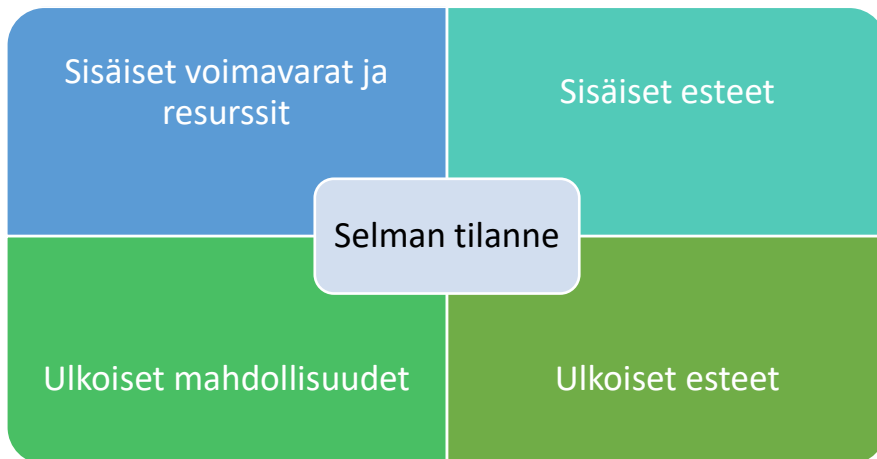 Sisäiset voimavarat ja
resurssit
Sisäiset esteet
Selman tilanne
Ulkoiset mahdollisuudet
Ulkoiset esteet